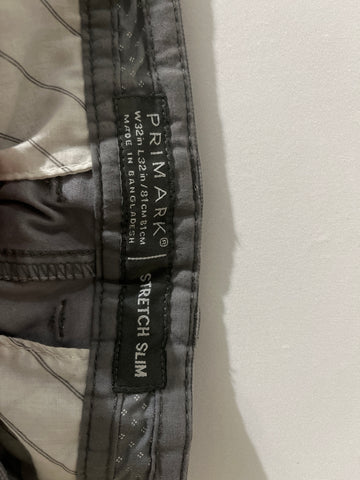 PRIMARK®
W32in L32in/81CM 81CM
MADE IN BANGLADESH
STRETCH SLIM